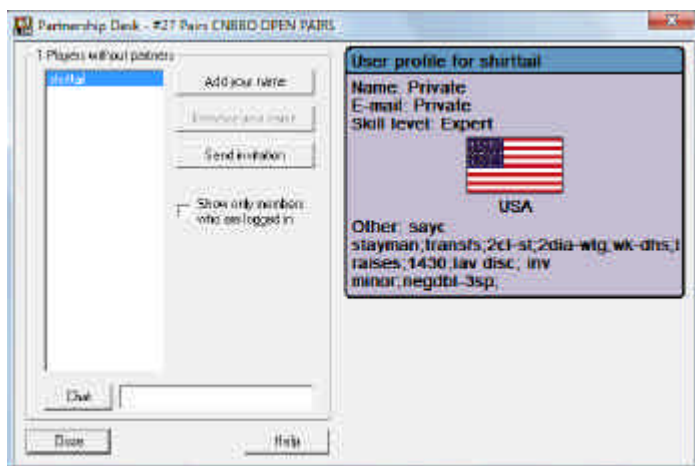 Partnership Desk - #27 Pairs CNBBO OPEN PAIRS
1 Players without partners
shirttail
Add your name
Remove your name
Send invitation
Show only members
who are logged in
Chat
Close
Help
User profile for shirttail
Name: Private
E-mail: Private
Skill level: Expert
USA
Other: sayc
stayman;transfs;2cl-st;2dia-wtg;wk-dhs;l
raises;1430;lav disc; inv
minor;negdbl-3sp;